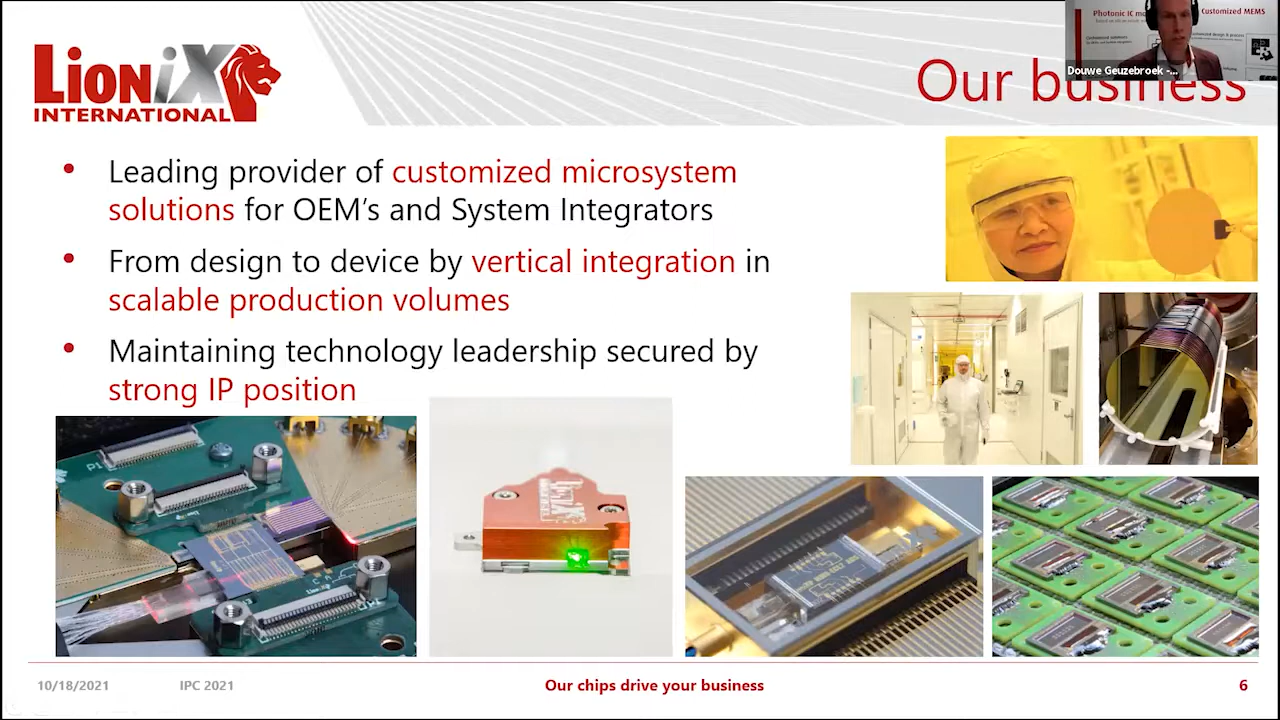 LioniX
INTERNATIONAL
Photonic IC
Customized MEMS
Douwe Geuzebroek -...
Our business
• Leading provider of customized microsystem
solutions for OEM's and System Integrators
• From design to device by vertical integration in
scalable production volumes
• Maintaining technology leadership secured by
strong IP position
10/18/2021
IPC 2021
Our chips drive your business
6